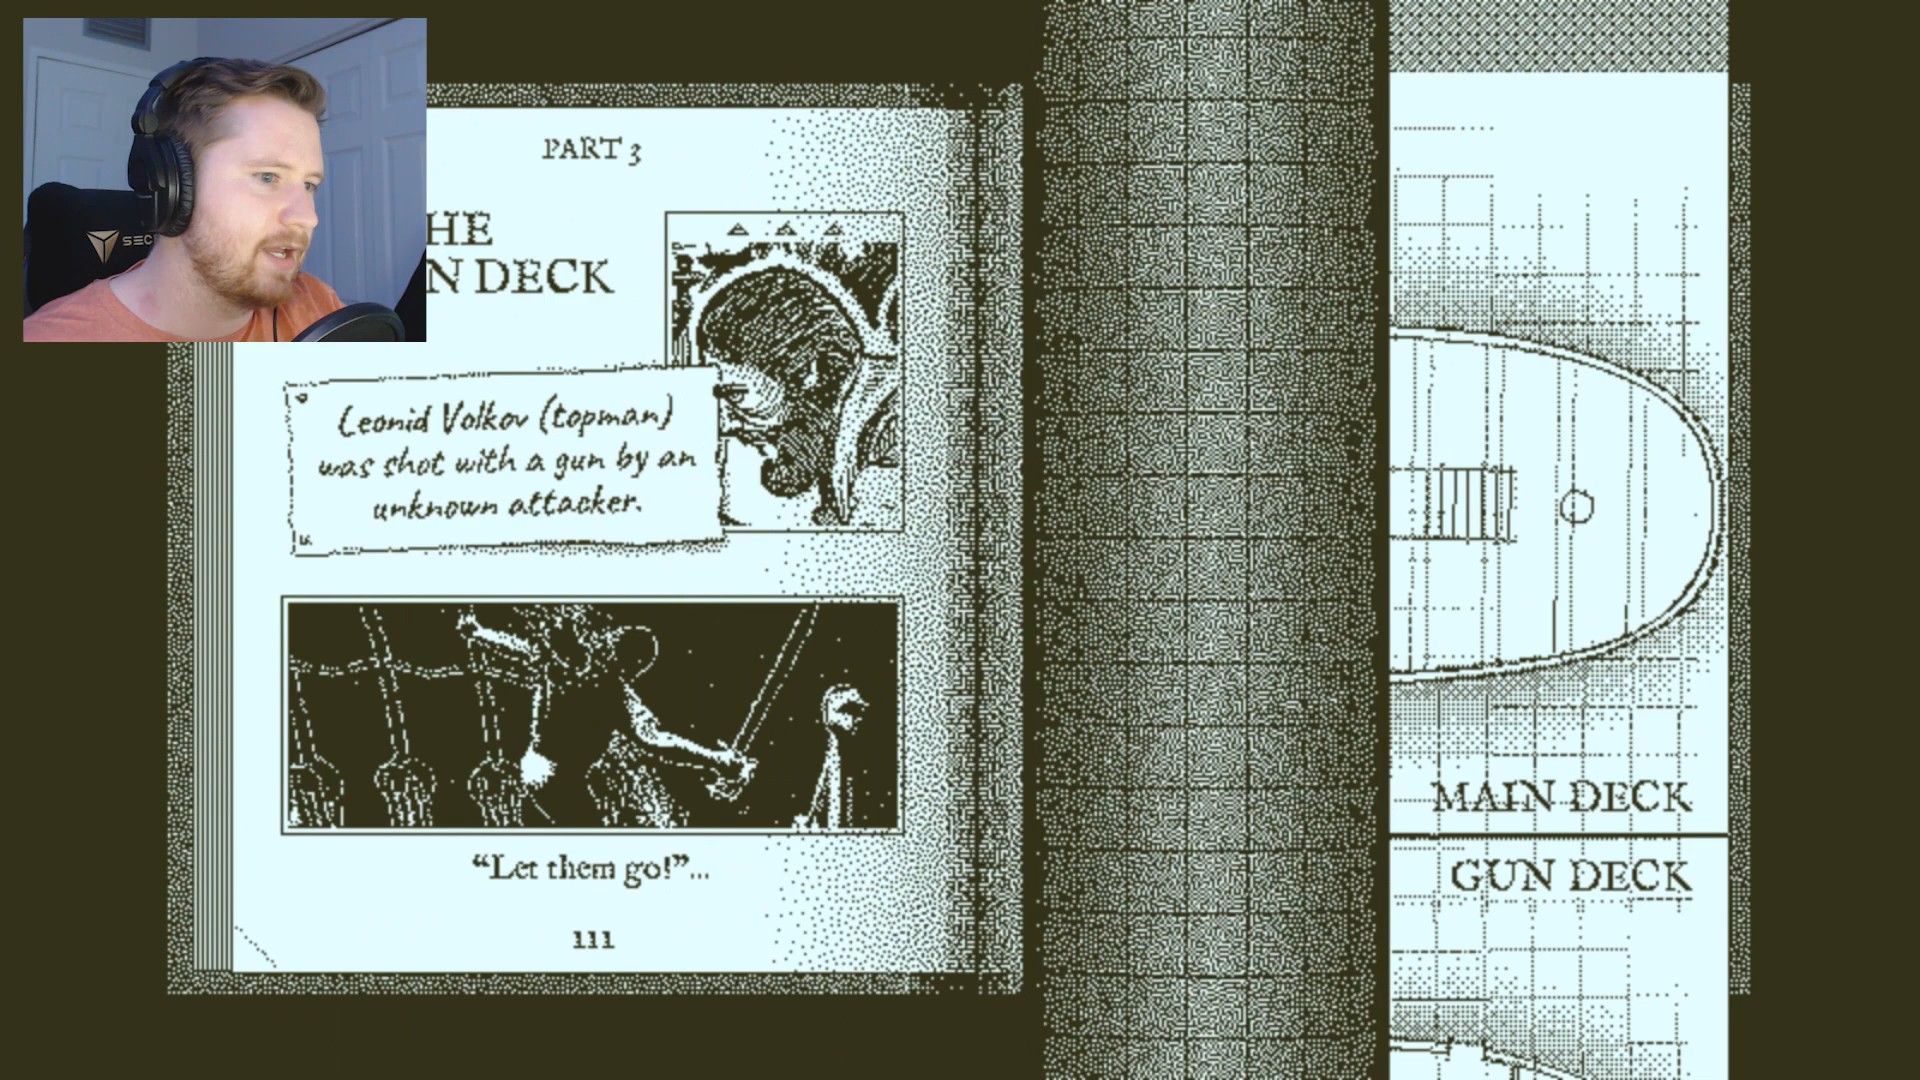 PART 3
HE
N DECK
SEC
Leonid Volkov (topman)
was shot with a gun by an
unknown attacker.
“Let them go!”...
111
MAIN DECK
GUN DECK